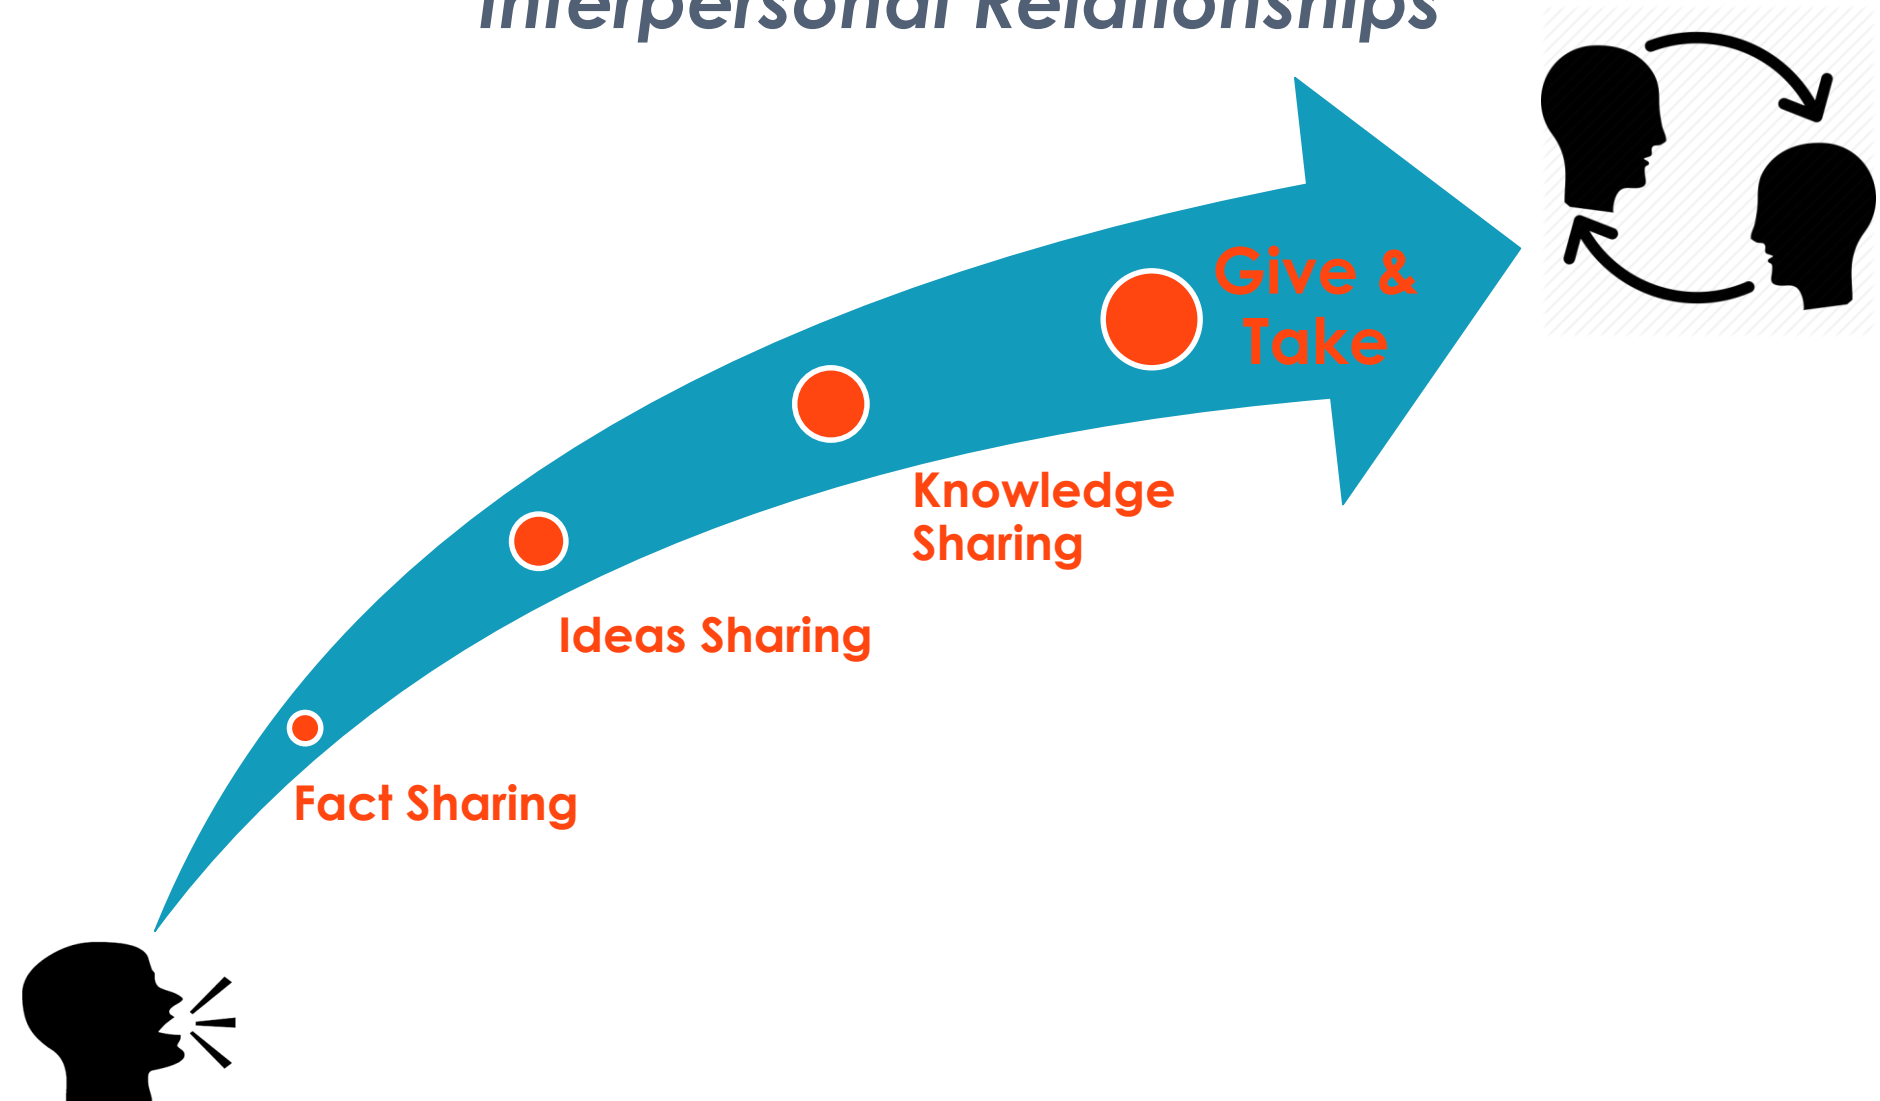 Interpersonal Relationships
Give &
Take
Knowledge
Sharing
Ideas Sharing
Fact Sharing